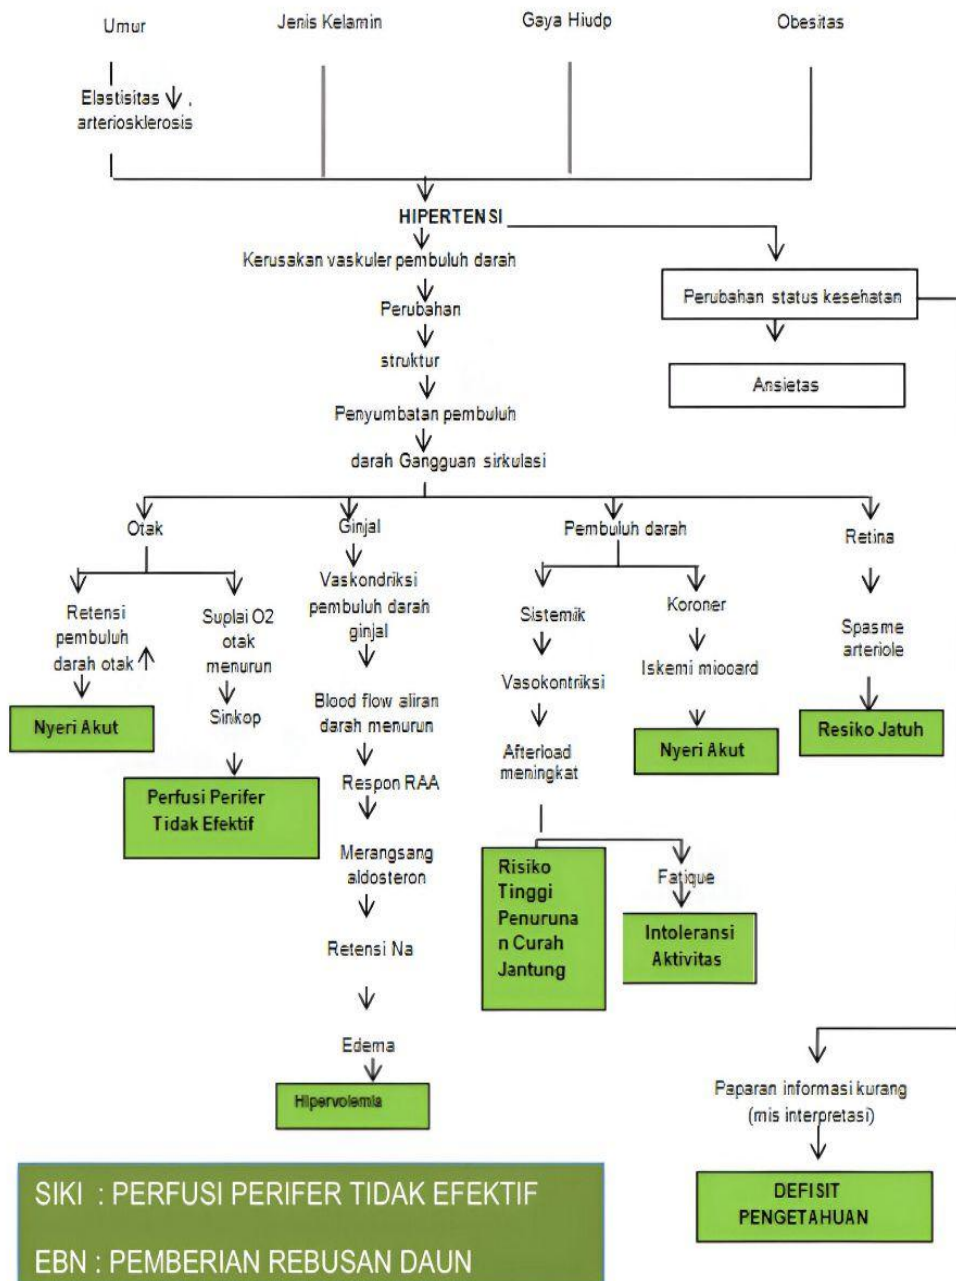 Umur
Jenis Kelamin
Gaya Hiudp
Obesitas
Elastisitas ↓ ,
arteriosklerosis
HIPERTENSI
Kerusakan vaskuler pembuluh darah
Perubahan status kesehatan
Perubahan
struktur
Ansietas
Penyumbatan pembuluh
darah Gangguan sirkulasi
Otak
Ginjal
Pembuluh darah
Retina
Retensi
pembuluh
darah otak ↑
Nyeri Akut
Suplai O2
otak
menurun
Sinkop
Perfusi Perifer
Tidak Efektif
Vaskondriksi
pembuluh darah
ginjal
Blood flow aliran
darah menurun
Respon RAA
Merangsang
aldosteron
Retensi Na
Edema
Hipervolemia
Sistemik
Vasokontriksi
Afterload
meningkat
Risiko
Tinggi
Penuruna
n Curah
Jantung
Fatique
Intoleransi
Aktivitas
Koroner
Iskemi miooard
Nyeri Akut
Spasme
arteriole
Resiko Jatuh
Paparan informasi kurang
(mis interpretasi)
DEFISIT
PENGETAHUAN
SIKI : PERFUSI PERIFER TIDAK EFEKTIF
EBN : PEMBERIAN REBUSAN DAUN